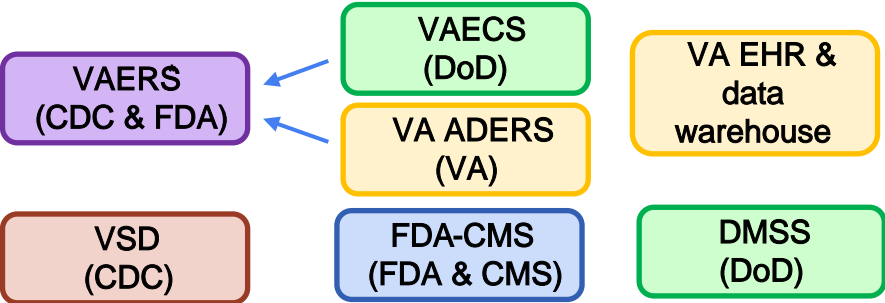 VAERS
(CDC & FDA)
VAECS
(DoD)
VA ADERS
(VA)
VA EHR &
data
warehouse
VSD
(CDC)
FDA-CMS
(FDA & CMS)
DMSS
(DoD)